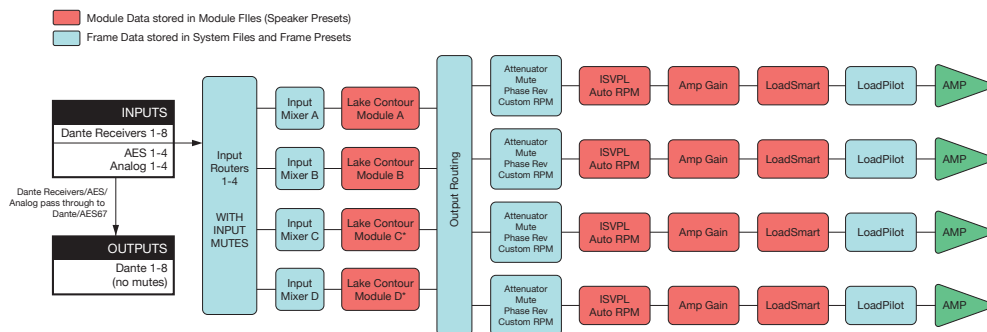 Module Data stored in Module FIles (Speaker Presets)
Frame Data stored in System Files and Frame Presets
INPUTS
Dante Receivers 1-8
AES 1-4
Analog 1-4
Dante Receivers/AES/
Analog pass through to
Dante/AES67
OUTPUTS
Dante 1-8
(no mutes)
Input
Routers
1-4
WITH
INPUT
MUTES
Input
Mixer A
Lake Contour
Module A
Input
Mixer B
Lake Contour
Module B
Input
Mixer C
Lake Contour
Module C*
Input
Mixer D
Lake Contour
Module D*
Output Routing
Attenuator
Mute
Phase Rev
Custom RPM
ISVPL
Auto RPM
Amp Gain
LoadSmart
LoadPilot
AMP
Attenuator
Mute
Phase Rev
Custom RPM
ISVPL
Auto RPM
Amp Gain
LoadSmart
LoadPilot
AMP
Attenuator
Mute
Phase Rev
Custom RPM
ISVPL
Auto RPM
Amp Gain
LoadSmart
LoadPilot
AMP
Attenuator
Mute
Phase Rev
Custom RPM
ISVPL
Auto RPM
Amp Gain
LoadSmart
LoadPilot
AMP